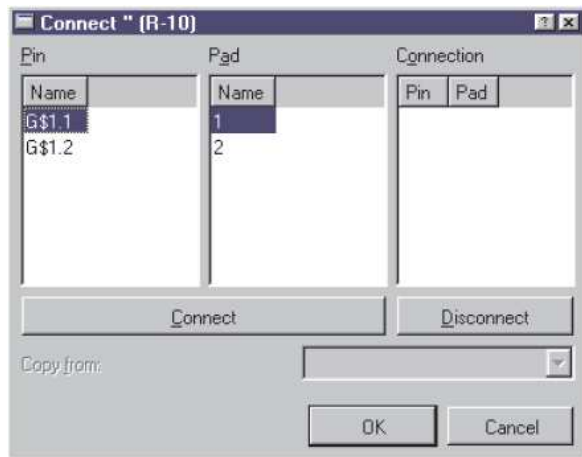 Connect '' (R-10)
Pin Pad Connection
Name Name Pin Pad
G$1.1 1
G$1.2 2
Connect Disconnect
Copy from:
OK Cancel